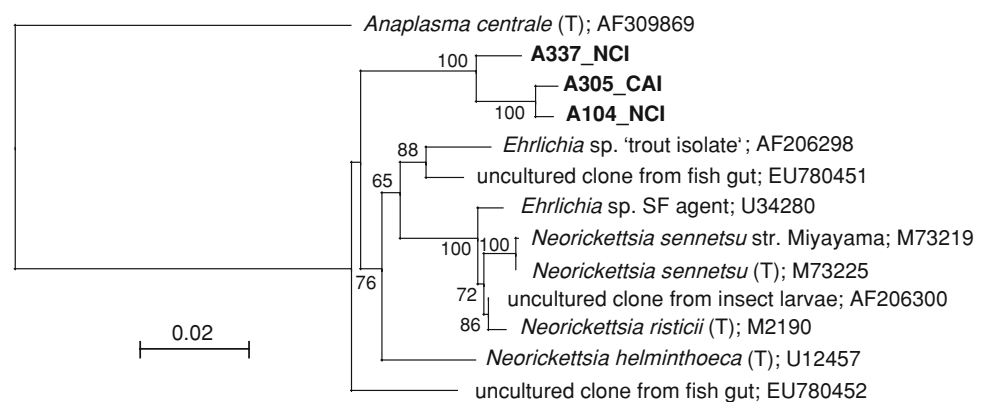 Anaplasma centrale (T); AF309869
A337_NCI
100
A305_CAI
100
A104_NCI
Ehrlichia sp. 'trout isolate'; AF206298
88
uncultured clone from fish gut; EU780451
65
Ehrlichia sp. SF agent; U34280
100
100
Neorickettsia sennetsu str. Miyayama; M73219
Neorickettsia sennetsu (T); M73225
76
72
uncultured clone from insect larvae; AF206300
86
Neorickettsia risticii (T); M2190
0.02
Neorickettsia helminthoeca (T); U12457
uncultured clone from fish gut; EU780452